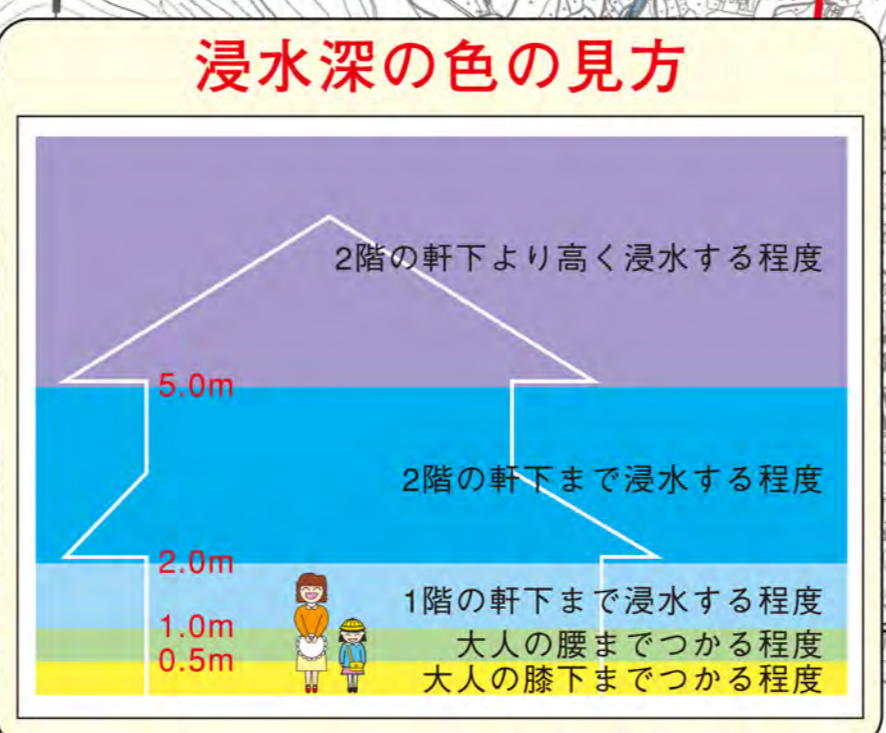 浸水深の色の見方
2階の軒下より高く浸水する程度
5.0m
2階の軒下まで浸水する程度
2.0m
1階の軒下まで浸水する程度
1.0m
大人の腰までつかる程度
0.5m
大人の膝下までつかる程度